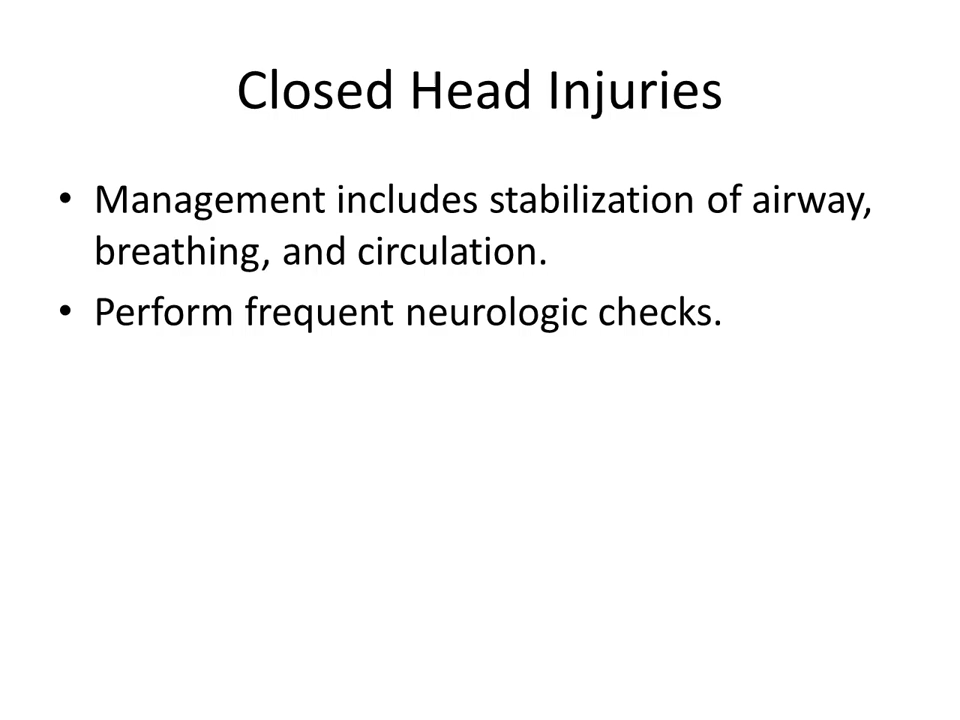 Closed Head Injuries
• Management includes stabilization of airway,
breathing, and circulation.
• Perform frequent neurologic checks.